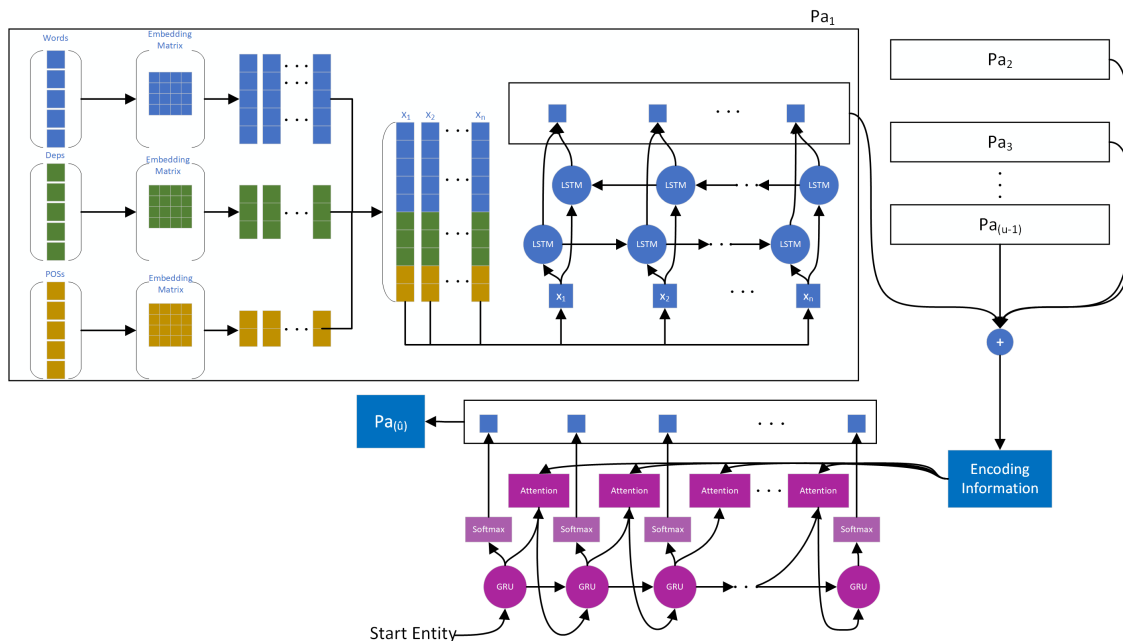 Pa1
Words
Embedding
Matrix
Deps
Embedding
Matrix
POSs
Embedding
Matrix
x1 x2 xn
LSTM LSTM LSTM
LSTM LSTM LSTM
x1 x2 xn
Pa2
Pa3
Pa(u-1)
+
Encoding
Information
Pa(û)
Attention Attention Attention Attention
Softmax Softmax Softmax Softmax
GRU GRU GRU GRU
Start Entity